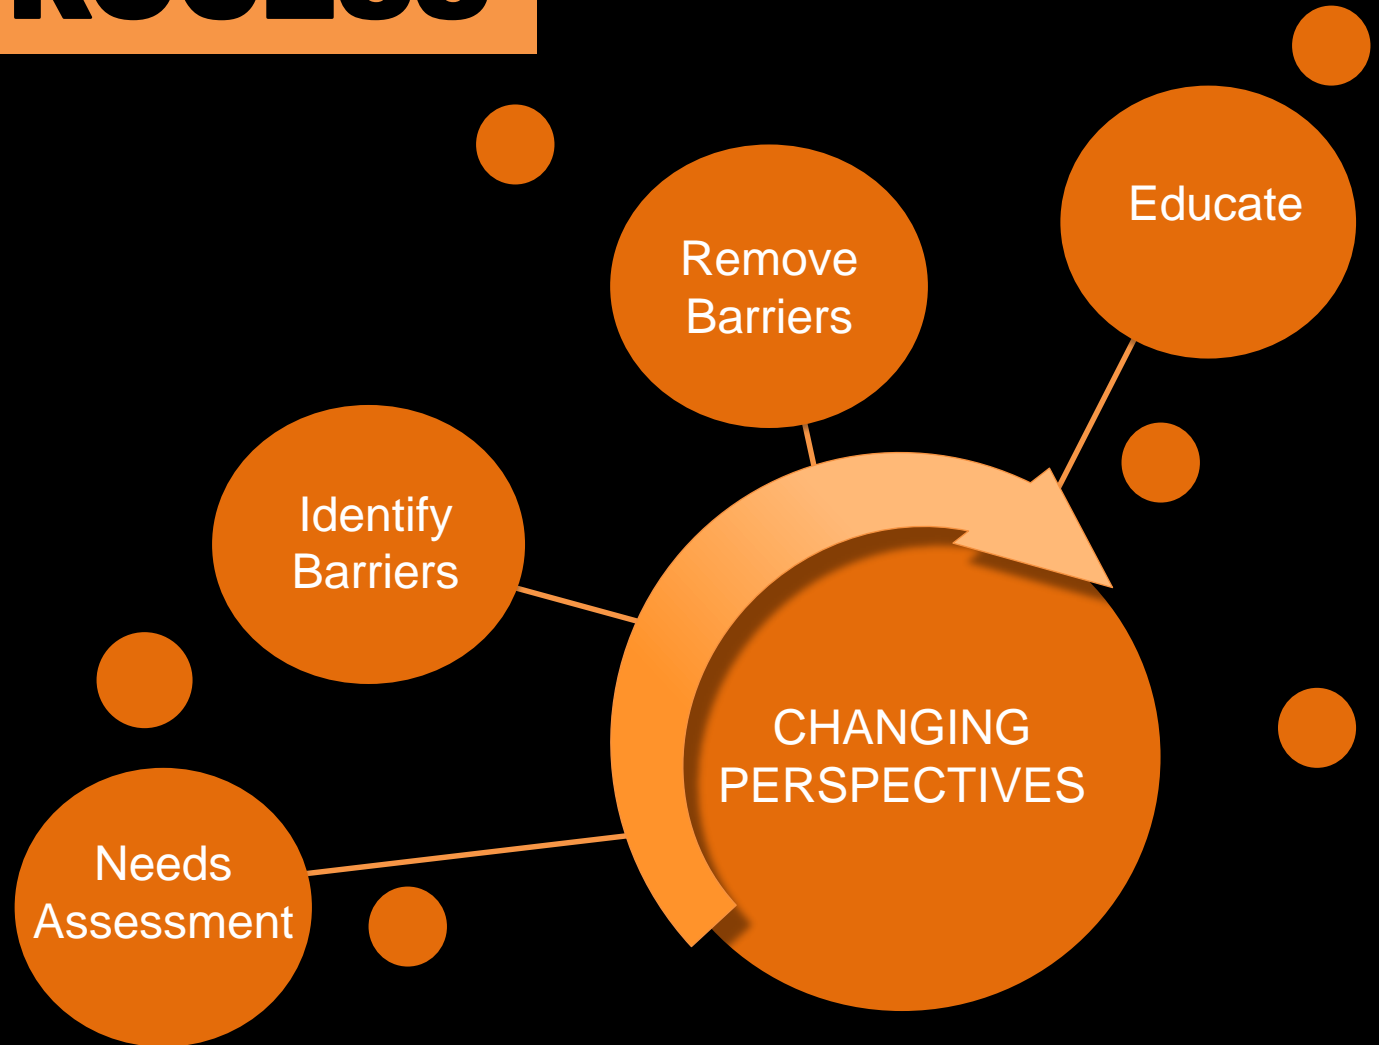 Educate
Remove
Barriers
Identify
Barriers
CHANGING
PERSPECTIVES
Needs
Assessment